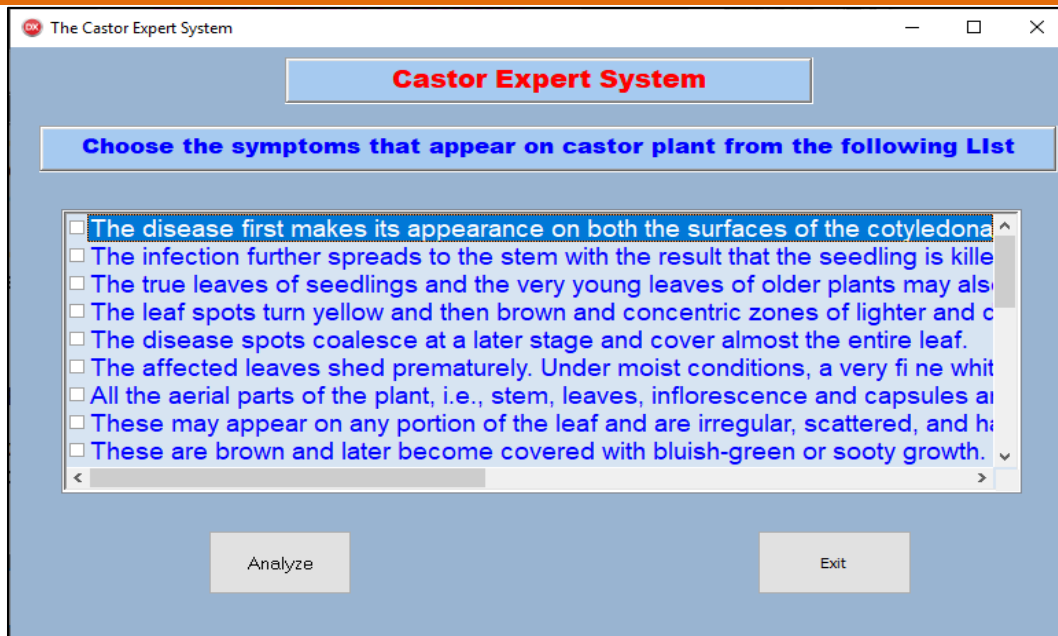 DX The Castor Expert System
Castor Expert System
Choose the symptoms that appear on castor plant from the following LIst
The disease first makes its appearance on both the surfaces of the cotyledona
The infection further spreads to the stem with the result that the seedling is kille
The true leaves of seedlings and the very young leaves of older plants may als
The leaf spots turn yellow and then brown and concentric zones of lighter and
The disease spots coalesce at a later stage and cover almost the entire leaf.
The affected leaves shed prematurely. Under moist conditions, a very fi ne whit
All the aerial parts of the plant, i.e., stem, leaves, inflorescence and capsules
These may appear on any portion of the leaf and are irregular, scattered, and
These are brown and later become covered with bluish-green or sooty growth.
Analyze
Exit